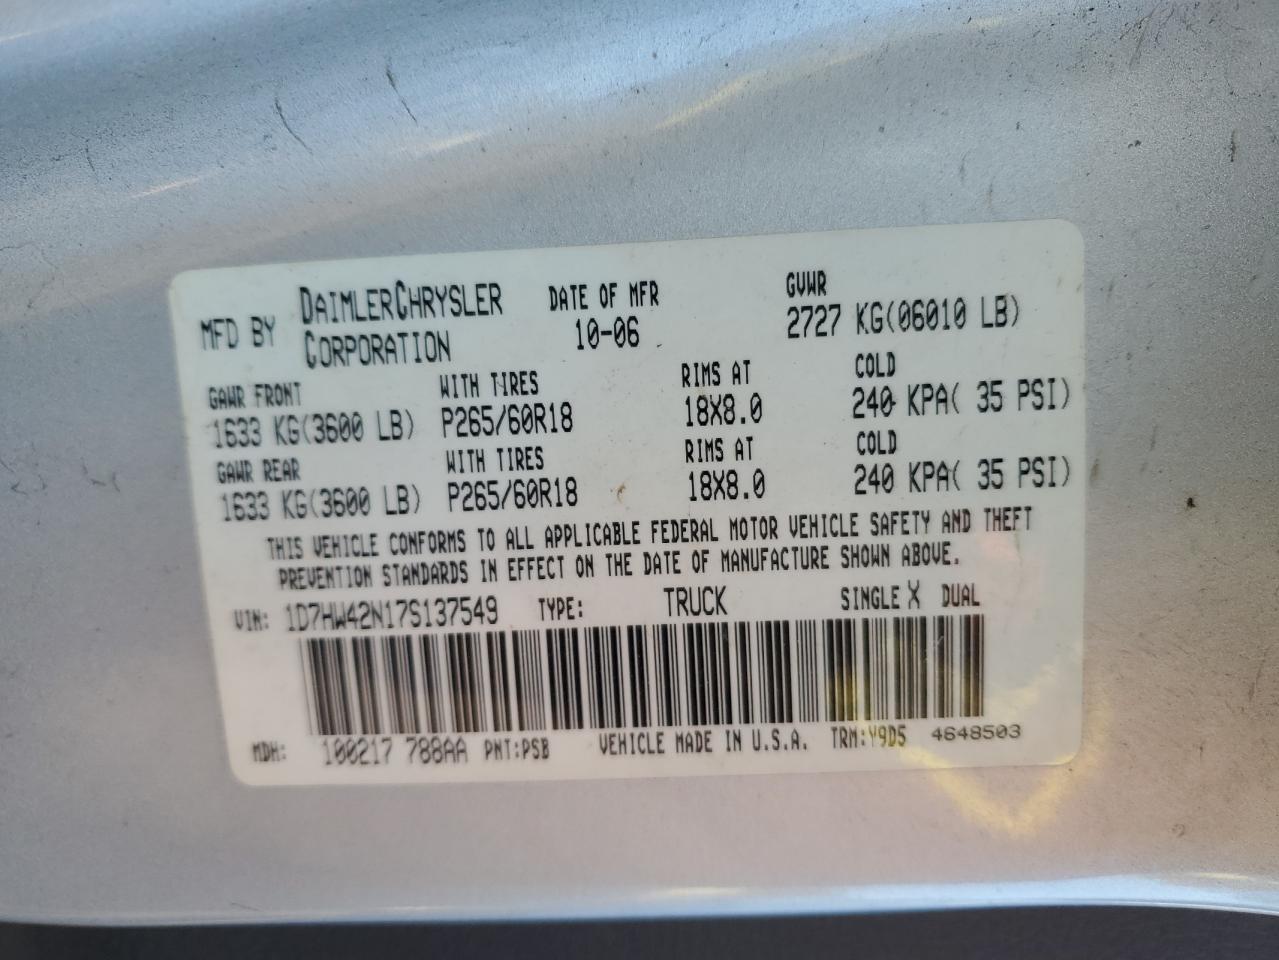 MFD BY DAIMLERCHRYSLER CORPORATION
DATE OF MFR
10-06
GVWR
2727 KG(06010 LB)
GAWR FRONT WITH TIRES RIMS AT COLD
1633 KG(3600 LB) P265/60R18 18X8.0 240 KPA( 35 PSI)
GAWR REAR WITH TIRES RIMS AT COLD
1633 KG(3600 LB) P265/60R18 18X8.0 240 KPA( 35 PSI)
THIS VEHICLE CONFORMS TO ALL APPLICABLE FEDERAL MOTOR VEHICLE SAFETY AND THEFT
PREVENTION STANDARDS IN EFFECT ON THE DATE OF MANUFACTURE SHOWN ABOVE.
VIN: 1D7HW42N17S137549 TYPE: TRUCK SINGLE X DUAL
MDH: 100217 788AA PNT:PSB VEHICLE MADE IN U.S.A. TRM:Y9D5 4648503